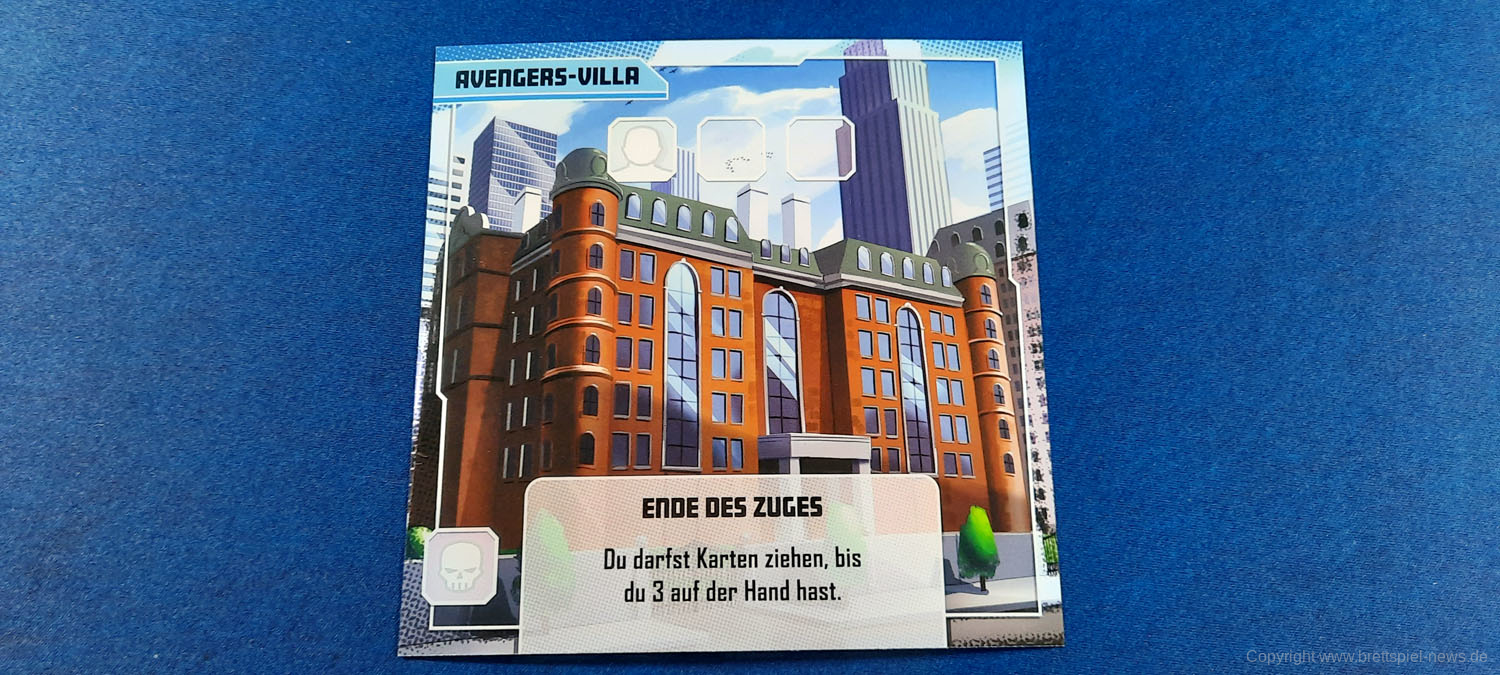 AVENGERS-VILLA
ENDE DES ZUGES
Du darfst Karten ziehen, bis
du 3 auf der Hand hast.
Copyright www.brettspiel-news.de